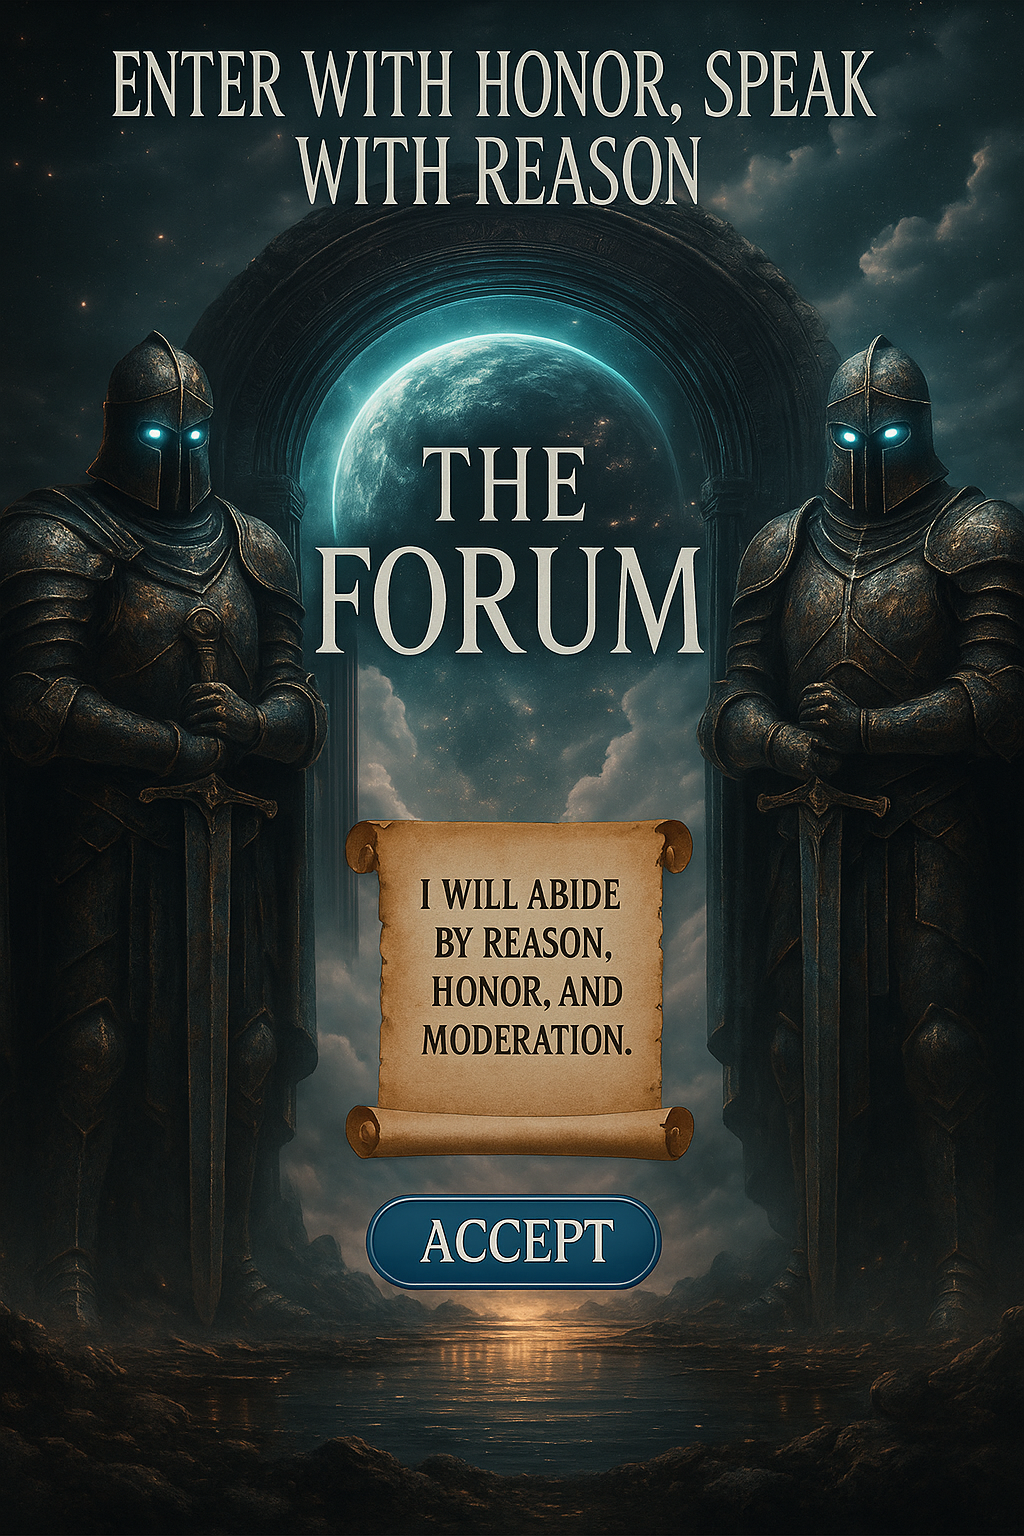 ENTER WITH HONOR, SPEAK
WITH REASON
THE
FORUM
I WILL ABIDE
BY REASON,
HONOR, AND
MODERATION.
ACCEPT